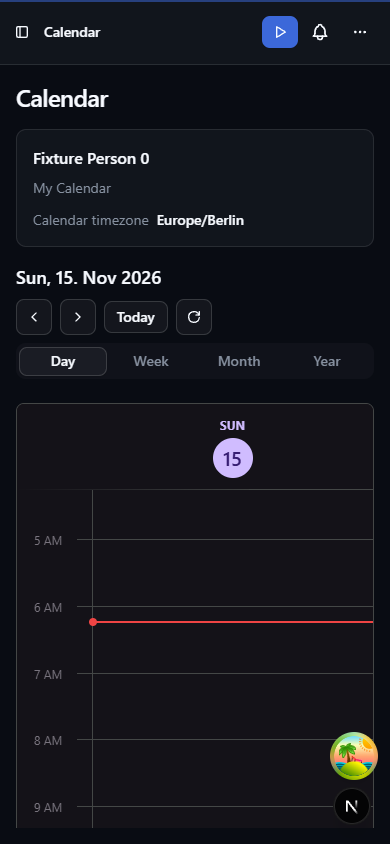 Calendar
Calendar
Fixture Person 0
My Calendar
Calendar timezone Europe/Berlin
Sun, 15. Nov 2026
Today
Day Week Month Year
SUN
15
5 AM
6 AM
7 AM
8 AM
9 AM
N